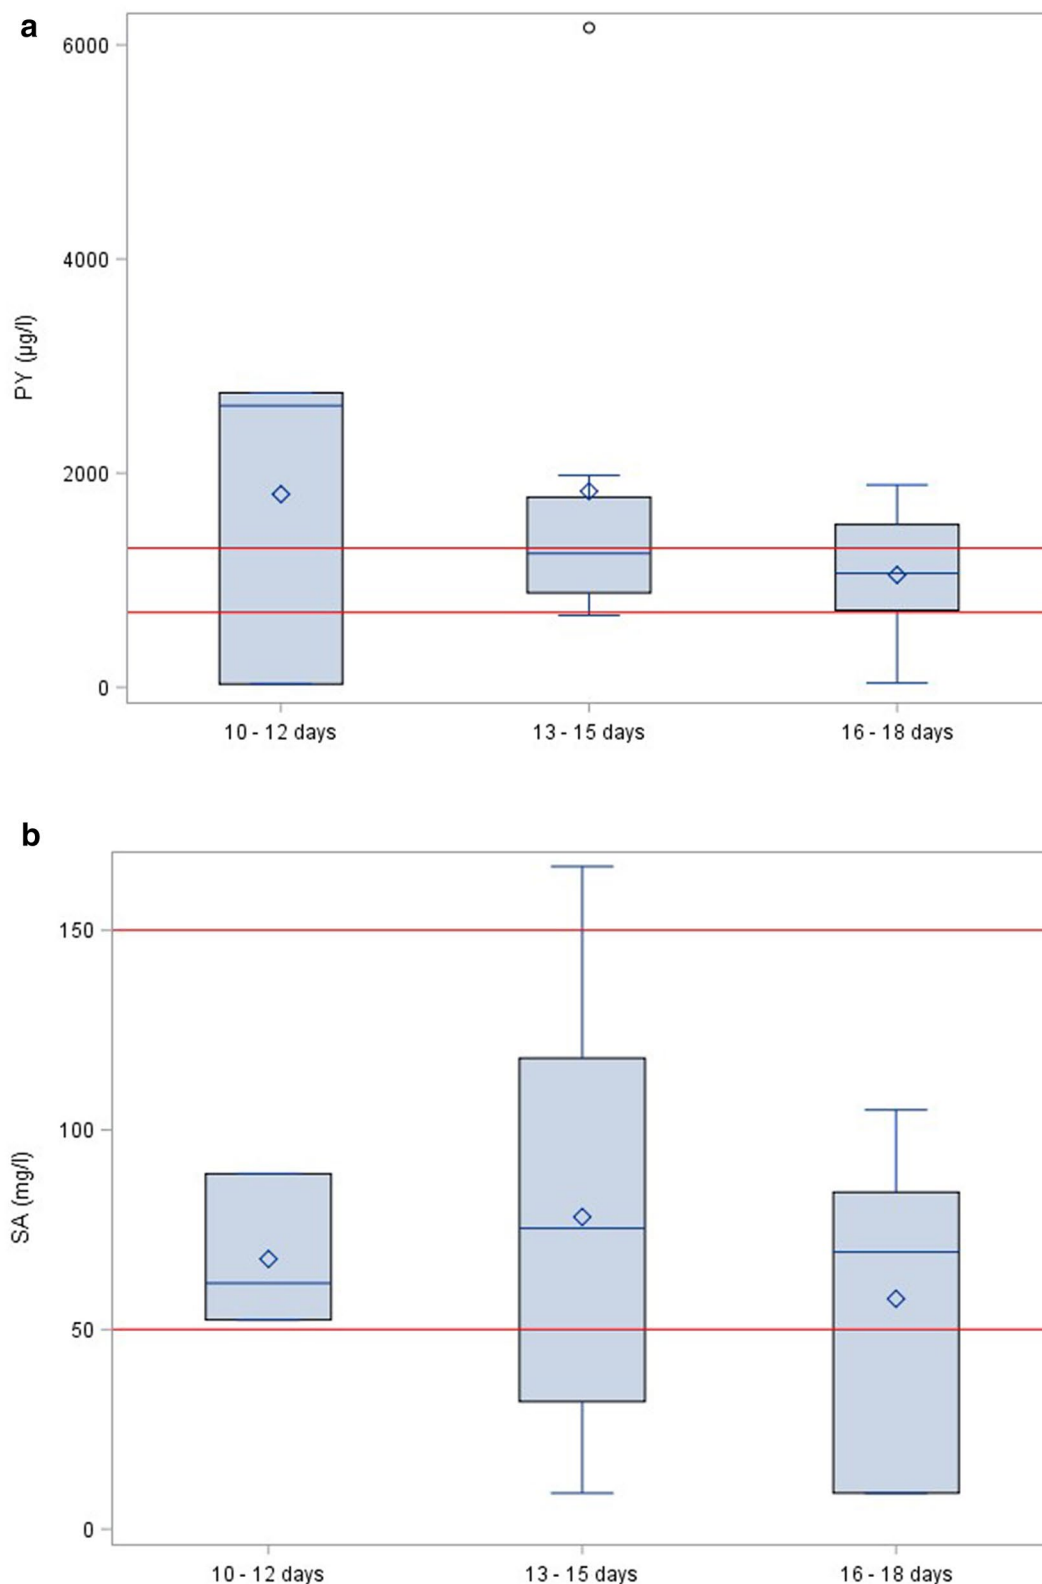 a
6000
4000
2000
0
PY (µg/l)
10 - 12 days 13 - 15 days 16 - 18 days
b
150
100
50
0
SA (mg/l)
10 - 12 days 13 - 15 days 16 - 18 days